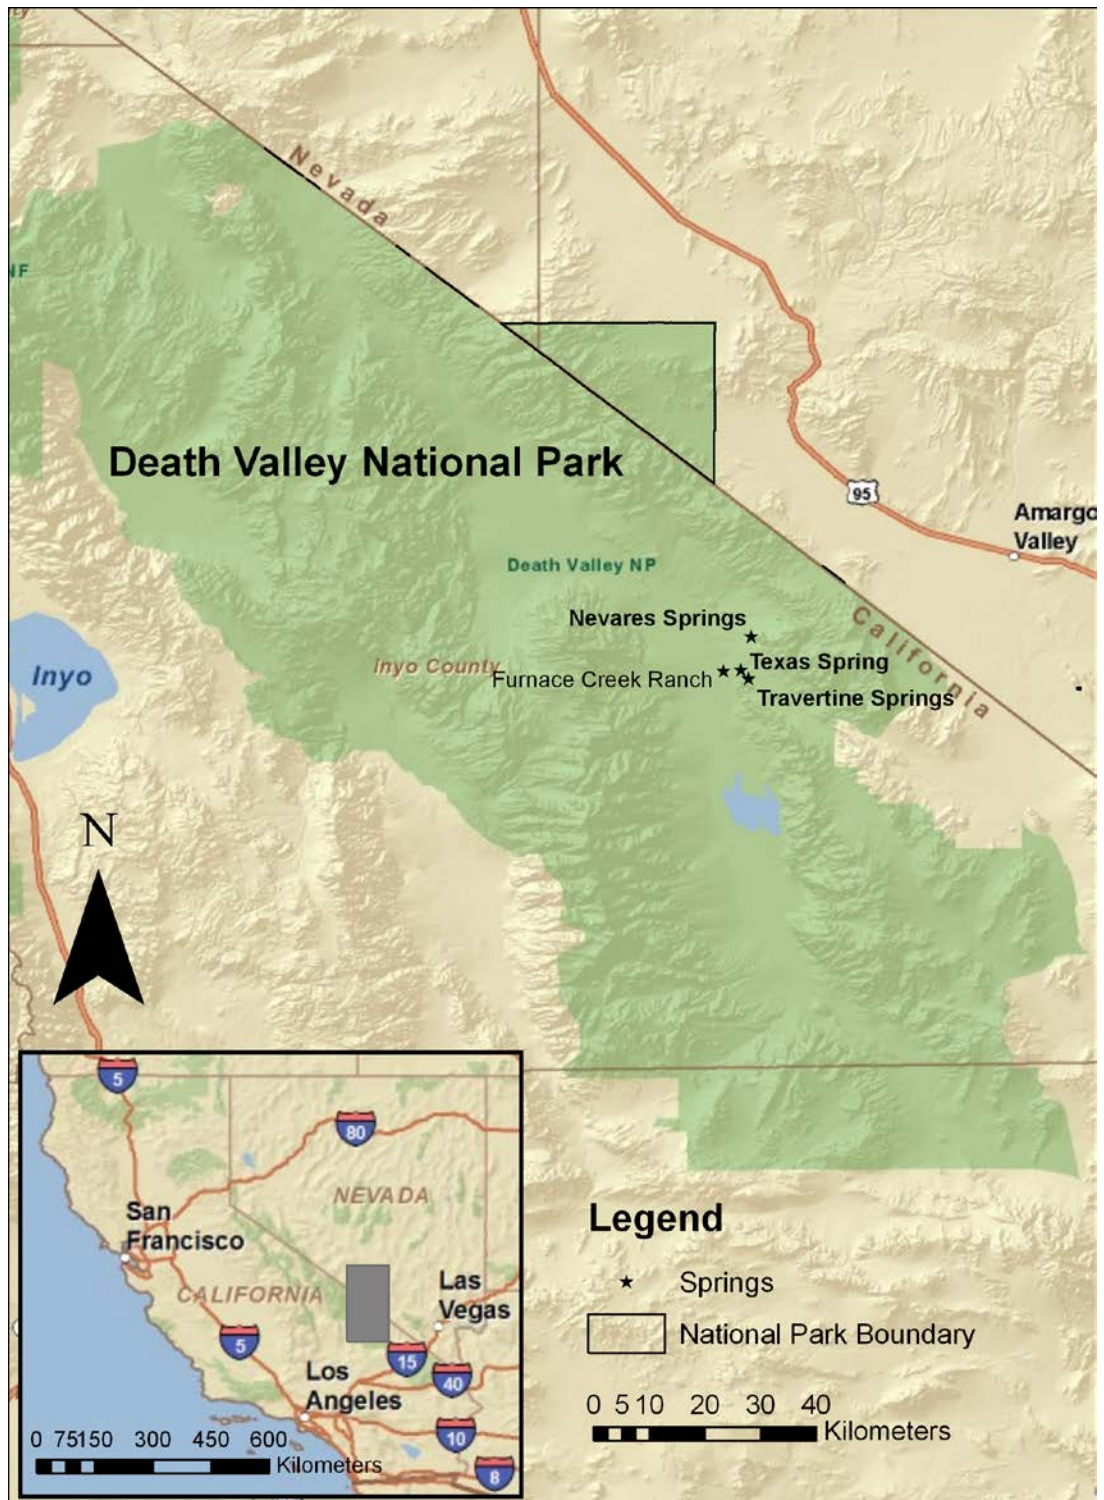 Nevada
NF
Death Valley National Park
95
Amargo
Valley
Death Valley NP
Nevares Springs
California
Inyo
Inyo County
Texas Spring
Furnace Creek Ranch
Travertine Springs
N
5
80
NEVADA
San
Francisco
CALIFORNIA
Las
Vegas
5
15
40
Los
Angeles
10
8
0 75150 300 450 600
Kilometers
Legend
Springs
National Park Boundary
0 5 10 20 30 40
Kilometers